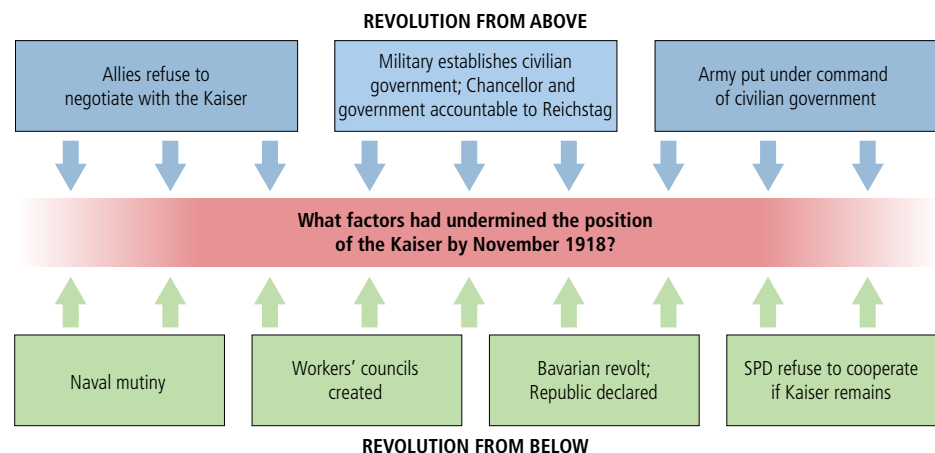 REVOLUTION FROM ABOVE
Allies refuse to
negotiate with the Kaiser
Military establishes civilian
government; Chancellor and
government accountable to Reichstag
Army put under command
of civilian government
What factors had undermined the position
of the Kaiser by November 1918?
Naval mutiny
Workers’ councils
created
Bavarian revolt;
Republic declared
SPD refuse to cooperate
if Kaiser remains
REVOLUTION FROM BELOW